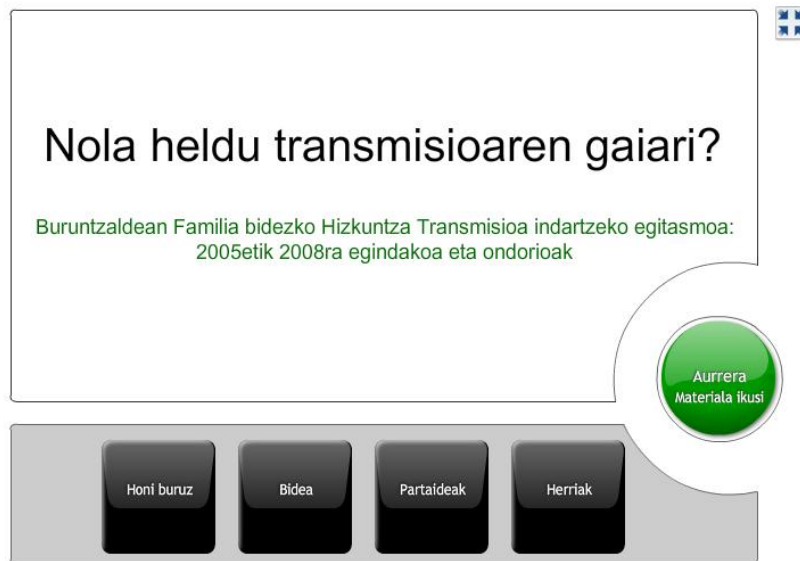 Nola heldu transmisioaren gaiari?
Buruntzaldean Familia bidezko Hizkuntza Transmisioa indartzeko egitasmoa:
2005etik 2008ra egindakoa eta ondorioak
Aurrera
Materiala ikusi
Honi buruz
Bidea
Partaideak
Herriak